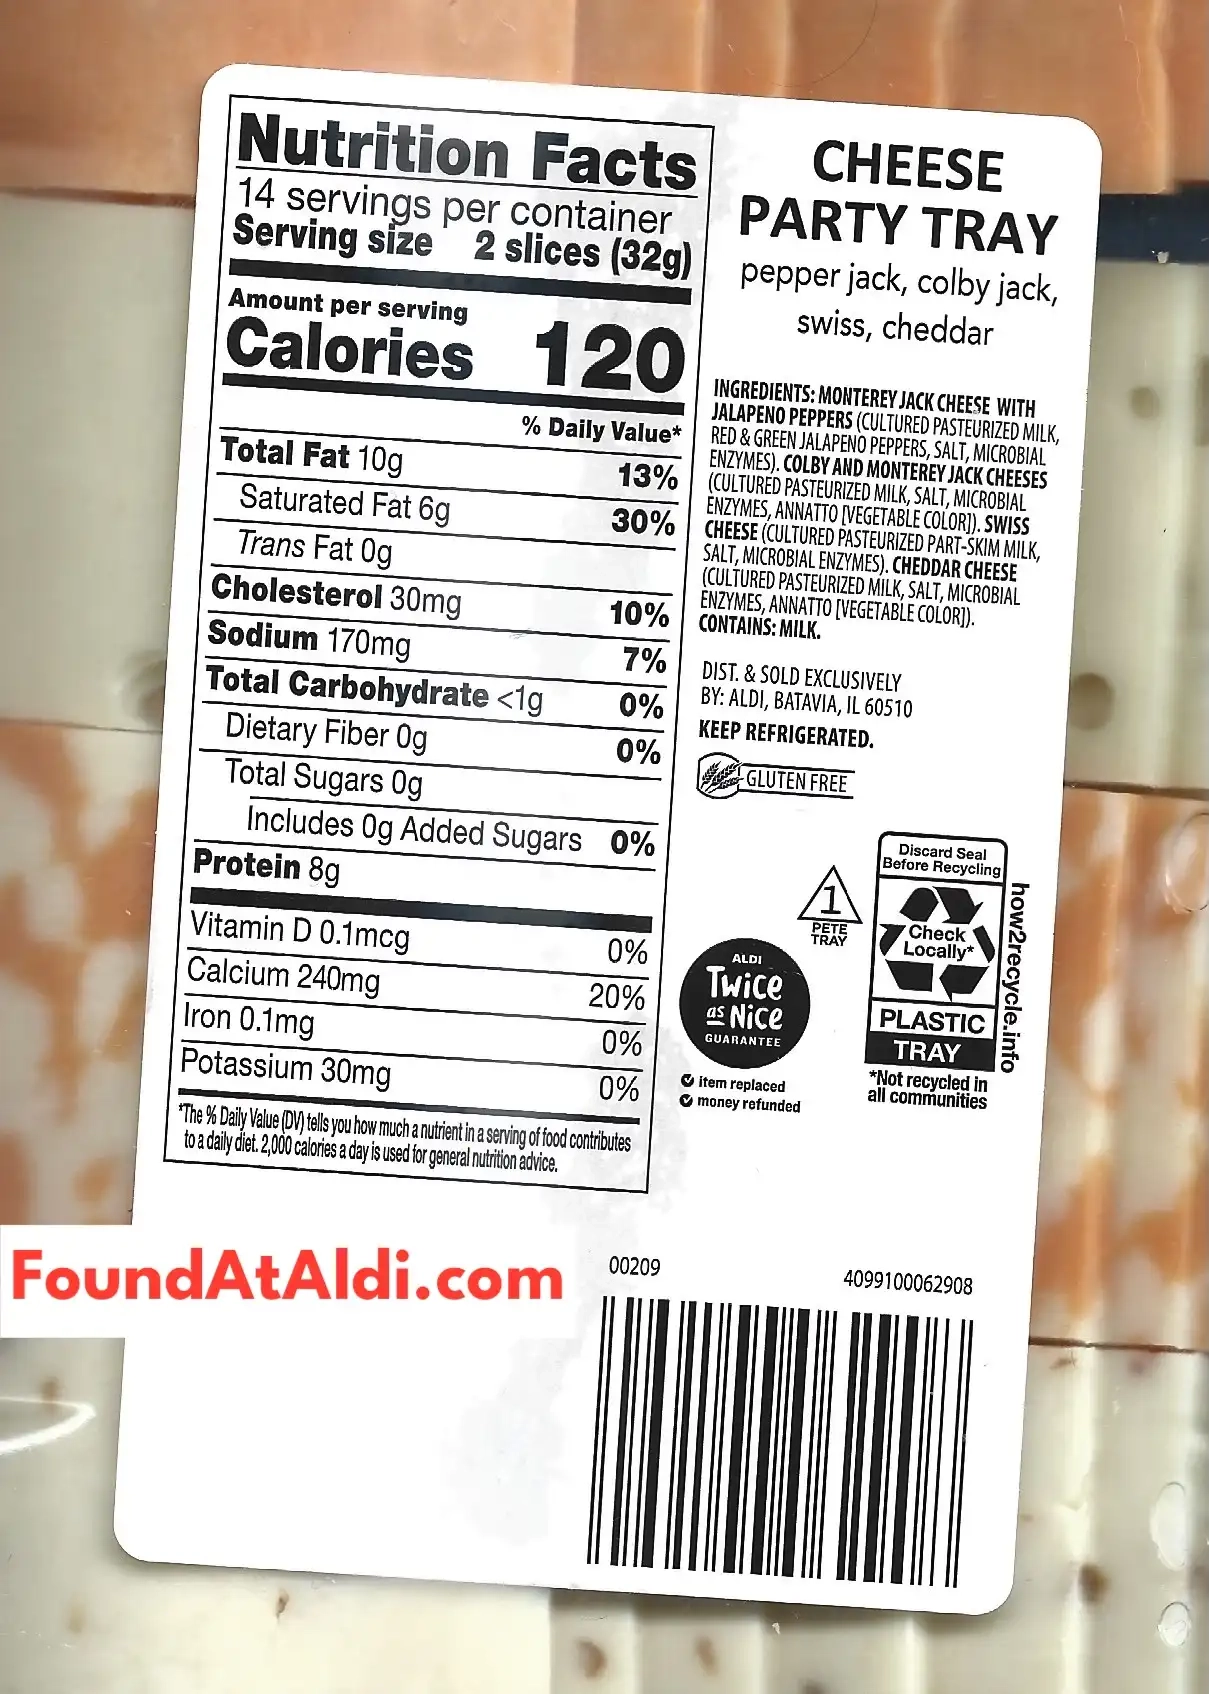 Nutrition Facts
14 servings per container
Serving size 2 slices (32g)
Amount per serving
Calories 120
% Daily Value*
Total Fat 10g 13%
Saturated Fat 6g 30%
Trans Fat 0g
Cholesterol 30mg 10%
Sodium 170mg 7%
Total Carbohydrate <1g 0%
Dietary Fiber 0g 0%
Total Sugars 0g
Includes 0g Added Sugars 0%
Protein 8g
Vitamin D 0.1mcg 0%
Calcium 240mg 20%
Iron 0.1mg 0%
Potassium 30mg 0%
*The % Daily Value (DV) tells you how much a nutrient in a serving of food contributes
to a daily diet. 2,000 calories a day is used for general nutrition advice.
CHEESE
PARTY TRAY
pepper jack, colby jack,
swiss, cheddar
INGREDIENTS: MONTEREY JACK CHEESE WITH
JALAPENO PEPPERS (CULTURED PASTEURIZED MILK,
RED & GREEN JALAPENO PEPPERS, SALT, MICROBIAL
ENZYMES). COLBY AND MONTEREY JACK CHEESES
(CULTURED PASTEURIZED MILK, SALT, MICROBIAL
ENZYMES, ANNATTO [VEGETABLE COLOR]). SWISS
CHEESE (CULTURED PASTEURIZED PART-SKIM MILK,
SALT, MICROBIAL ENZYMES). CHEDDAR CHEESE
(CULTURED PASTEURIZED MILK, SALT, MICROBIAL
ENZYMES, ANNATTO [VEGETABLE COLOR]).
CONTAINS: MILK.
DIST. & SOLD EXCLUSIVELY
BY: ALDI, BATAVIA, IL 60510
KEEP REFRIGERATED.
GLUTEN FREE
1
PETE
TRAY
Discard Seal
Before Recycling
Check
Locally*
PLASTIC
TRAY
*Not recycled in
all communities
how2recycle.info
ALDI
Twice
as Nice
GUARANTEE
item replaced
money refunded
FoundAtAldi.com
00209 4099100062908